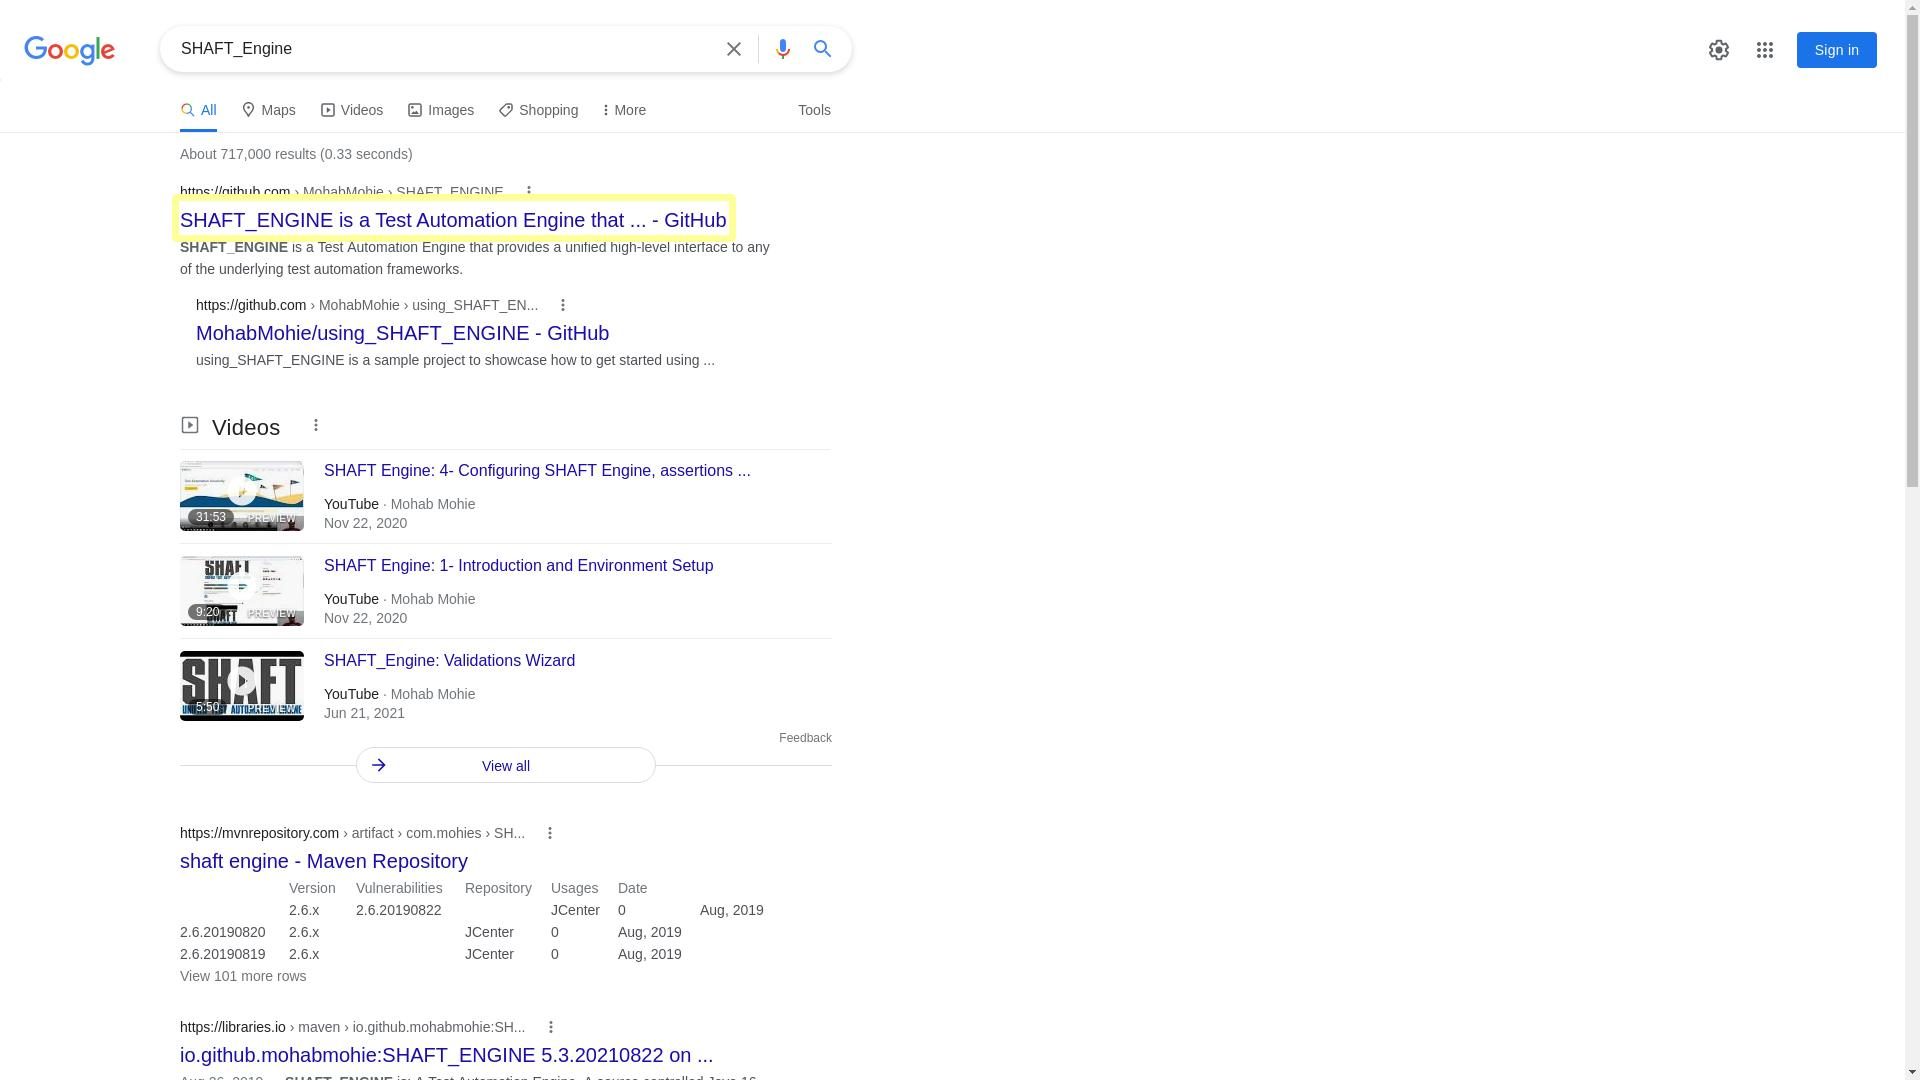 Google
SHAFT_Engine
Sign in
All
Maps
Videos
Images
Shopping
More
Tools
About 717,000 results (0.33 seconds)
https://github.com › MohabMohie › SHAFT_ENGINE
SHAFT_ENGINE is a Test Automation Engine that ... - GitHub
SHAFT_ENGINE is a Test Automation Engine that provides a unified high-level interface to any
of the underlying test automation frameworks.
https://github.com › MohabMohie › using_SHAFT_EN...
MohabMohie/using_SHAFT_ENGINE - GitHub
using_SHAFT_ENGINE is a sample project to showcase how to get started using ...
Videos
31:53
PREVIEW
SHAFT Engine: 4- Configuring SHAFT Engine, assertions ...
YouTube · Mohab Mohie
Nov 22, 2020
SHAFT
9:20
PREVIEW
SHAFT Engine: 1- Introduction and Environment Setup
YouTube · Mohab Mohie
Nov 22, 2020
SHAFT
5:50
PREVIEW
SHAFT_Engine: Validations Wizard
YouTube · Mohab Mohie
Jun 21, 2021
Feedback
View all
https://mvnrepository.com › artifact › com.mohies › SH...
shaft engine - Maven Repository
Version Vulnerabilities Repository Usages Date
2.6.x 2.6.20190822 JCenter 0 Aug, 2019
2.6.20190820 2.6.x JCenter 0 Aug, 2019
2.6.20190819 2.6.x JCenter 0 Aug, 2019
View 101 more rows
https://libraries.io › maven › io.github.mohabmohie:SH...
io.github.mohabmohie:SHAFT_ENGINE 5.3.20210822 on ...
Aug 26, 2019 — SHAFT_ENGINE is: A Test Automation Engine. A source controlled Java 16